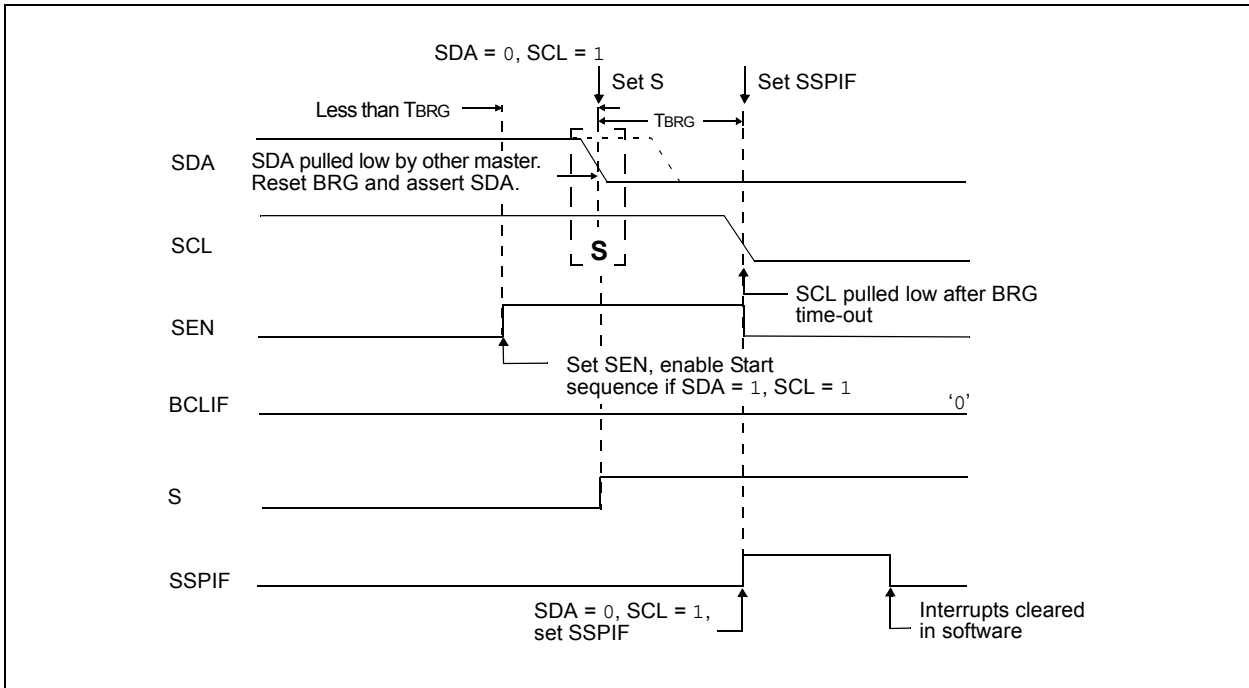 SDA = 0, SCL = 1
Set S
Set SSPIF
Less than TBRG
TBRG
SDA
SDA pulled low by other master.
Reset BRG and assert SDA.
SCL
S
SCL pulled low after BRG
time-out
SEN
Set SEN, enable Start
sequence if SDA = 1, SCL = 1
BCLIF
‘0’
S
SSPIF
SDA = 0, SCL = 1,
set SSPIF
Interrupts cleared
in software